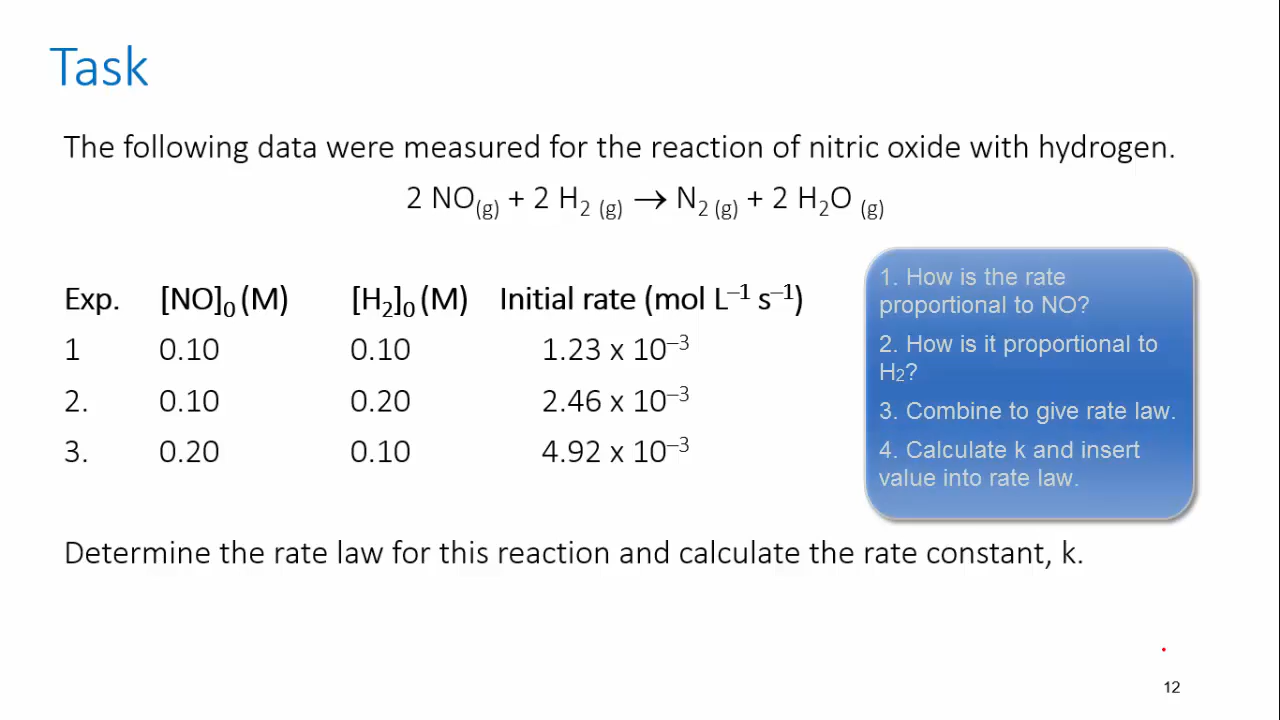 Task
The following data were measured for the reaction of nitric oxide with hydrogen.
2 NO(g) + 2 H2 (g) → N2 (g) + 2 H2O (g)
Exp. [NO]0 (M) [H2]0 (M) Initial rate (mol L–1 s–1)
1 0.10 0.10 1.23 x 10–3
2. 0.10 0.20 2.46 x 10–3
3. 0.20 0.10 4.92 x 10–3
1. How is the rate
proportional to NO?
2. How is it proportional to
H2?
3. Combine to give rate law.
4. Calculate k and insert
value into rate law.
Determine the rate law for this reaction and calculate the rate constant, k.
12